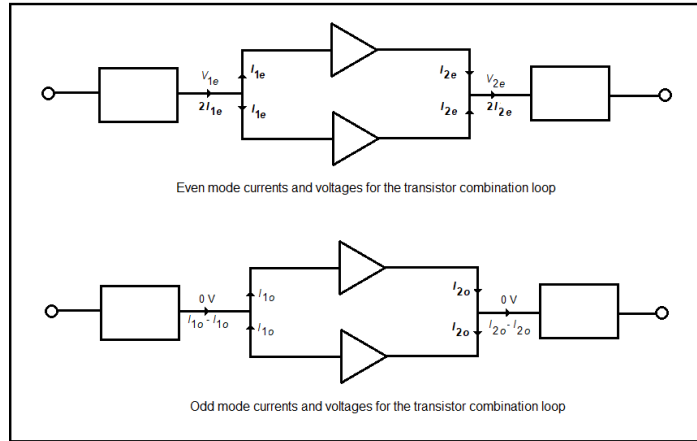 V1e
2I1e
I1e
I1e
I2e
I2e
V2e
2I2e
Even mode currents and voltages for the transistor combination loop
0 V
I1o - I1o
I1o
I1o
I2o
I2o
0 V
I2o - I2o
Odd mode currents and voltages for the transistor combination loop